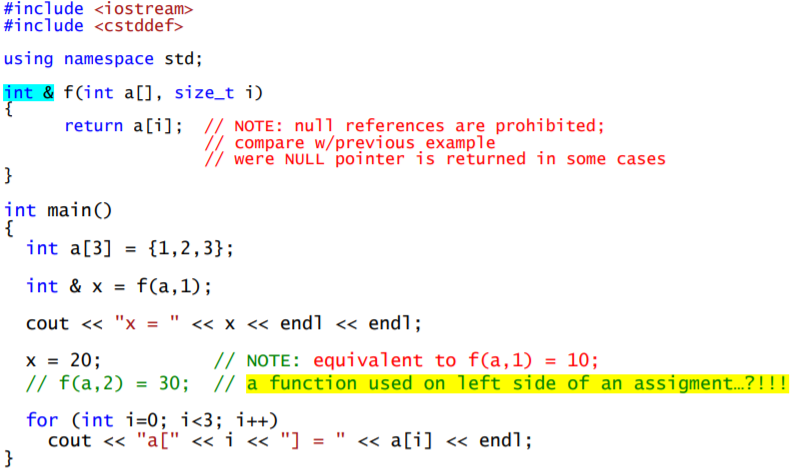 #include <iostream>
#include <cstddef>
using namespace std;
int & f(int a[], size_t i)
{
return a[i]; // NOTE: null references are prohibited;
// compare w/previous example
// were NULL pointer is returned in some cases
}
int main()
{
int a[3] = {1,2,3};
int & x = f(a,1);
cout << "x = " << x << endl << endl;
x = 20; // NOTE: equivalent to f(a,1) = 10;
// f(a,2) = 30; // a function used on left side of an assigment…?!!!
for (int i=0; i<3; i++)
cout << "a[" << i << "] = " << a[i] << endl;
}